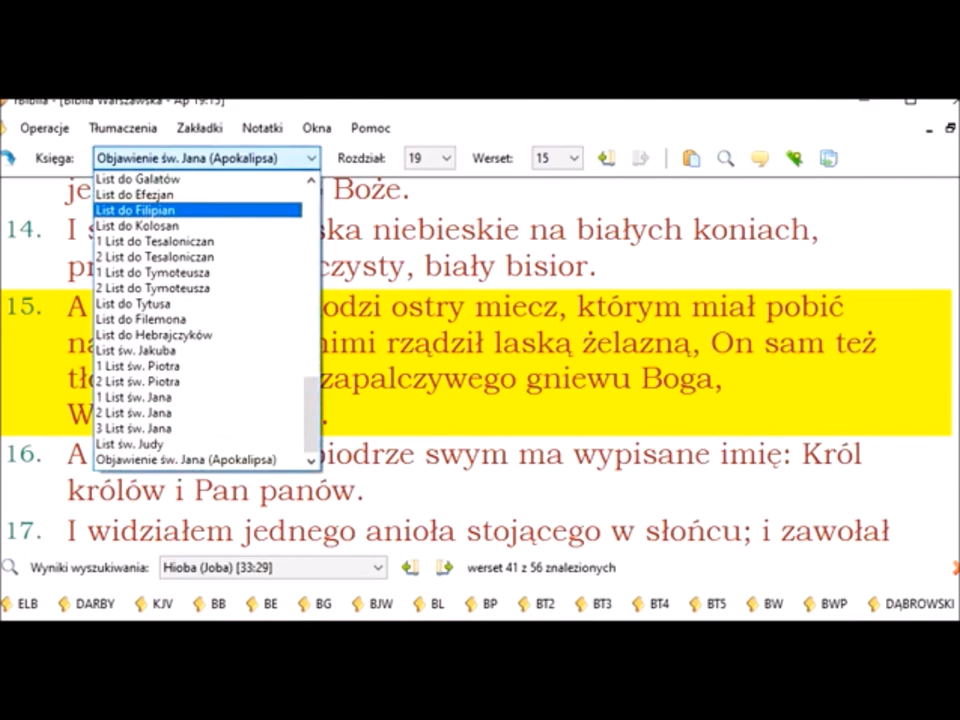 rBiblia - [Biblia Warszawska - Ap 19:15]
Operacje Tłumaczenia Zakładki Notatki Okna Pomoc
Księga: Objawienie św. Jana (Apokalipsa) Rozdział: 19 Werset: 15
List do Galatów
List do Efezjan
List do Filipian
List do Kolosan
1 List do Tesaloniczan
2 List do Tesaloniczan
1 List do Tymoteusza
2 List do Tymoteusza
List do Tytusa
List do Filemona
List do Hebrajczyków
List św. Jakuba
1 List św. Piotra
2 List św. Piotra
1 List św. Jana
2 List św. Jana
3 List św. Jana
List św. Judy
Objawienie św. Jana (Apokalipsa)
Boże.
14. I niebieskie na białych koniach,
czysty, biały bisior.
15. A ostry miecz, którym miał pobić
nimi rządził laską żelazną, On sam też
zapalczywego gniewu Boga,
16. A biodrze swym ma wypisane imię: Król
królów i Pan panów.
17. I widziałem jednego anioła stojącego w słońcu; i zawołał
Wyniki wyszukiwania: Hioba (Joba) [33:29] werset 41 z 56 znalezionych
ELB DARBY KJV BB BE BG BJW BL BP BT2 BT3 BT4 BT5 BW BWP DĄBROWSKI